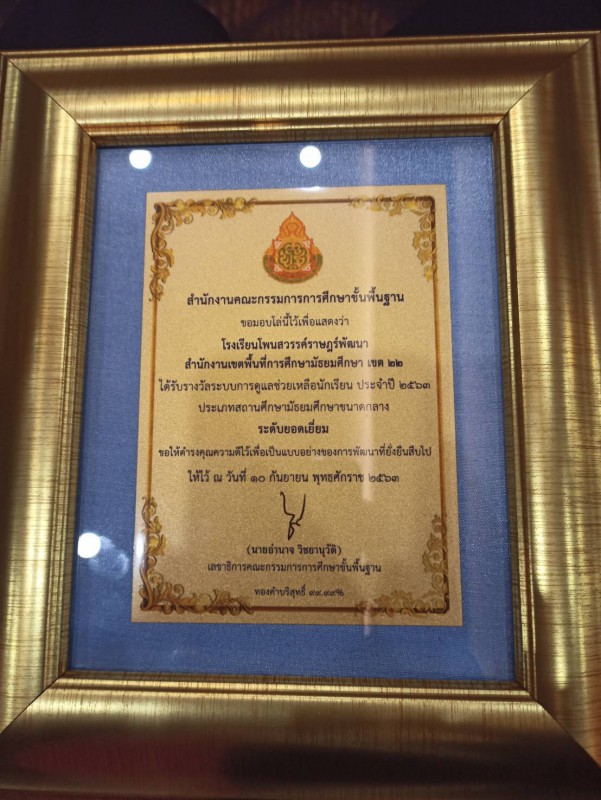 สำนักงานคณะกรรมการการศึกษาขั้นพื้นฐาน
ขอมอบโล่นี้ไว้เพื่อแสดงว่า
โรงเรียนโพนสวรรค์ราษฎร์พัฒนา
สำนักงานเขตพื้นที่การศึกษามัธยมศึกษา เขต ๒๒
ได้รับรางวัลระบบการดูแลช่วยเหลือนักเรียน ประจำปี ๒๕๖๓
ประเภทสถานศึกษามัธยมศึกษาขนาดกลาง
ระดับยอดเยี่ยม
ขอให้ดำรงคุณความดีไว้เพื่อเป็นแบบอย่างของการพัฒนาที่ยั่งยืนสืบไป
ให้ไว้ ณ วันที่ ๑๐ กันยายน พุทธศักราช ๒๕๖๓
(นายอำนาจ วิชยานุวัติ)
เลขาธิการคณะกรรมการการศึกษาขั้นพื้นฐาน
ทองคำบริสุทธิ์ ๙๙.๙๙%